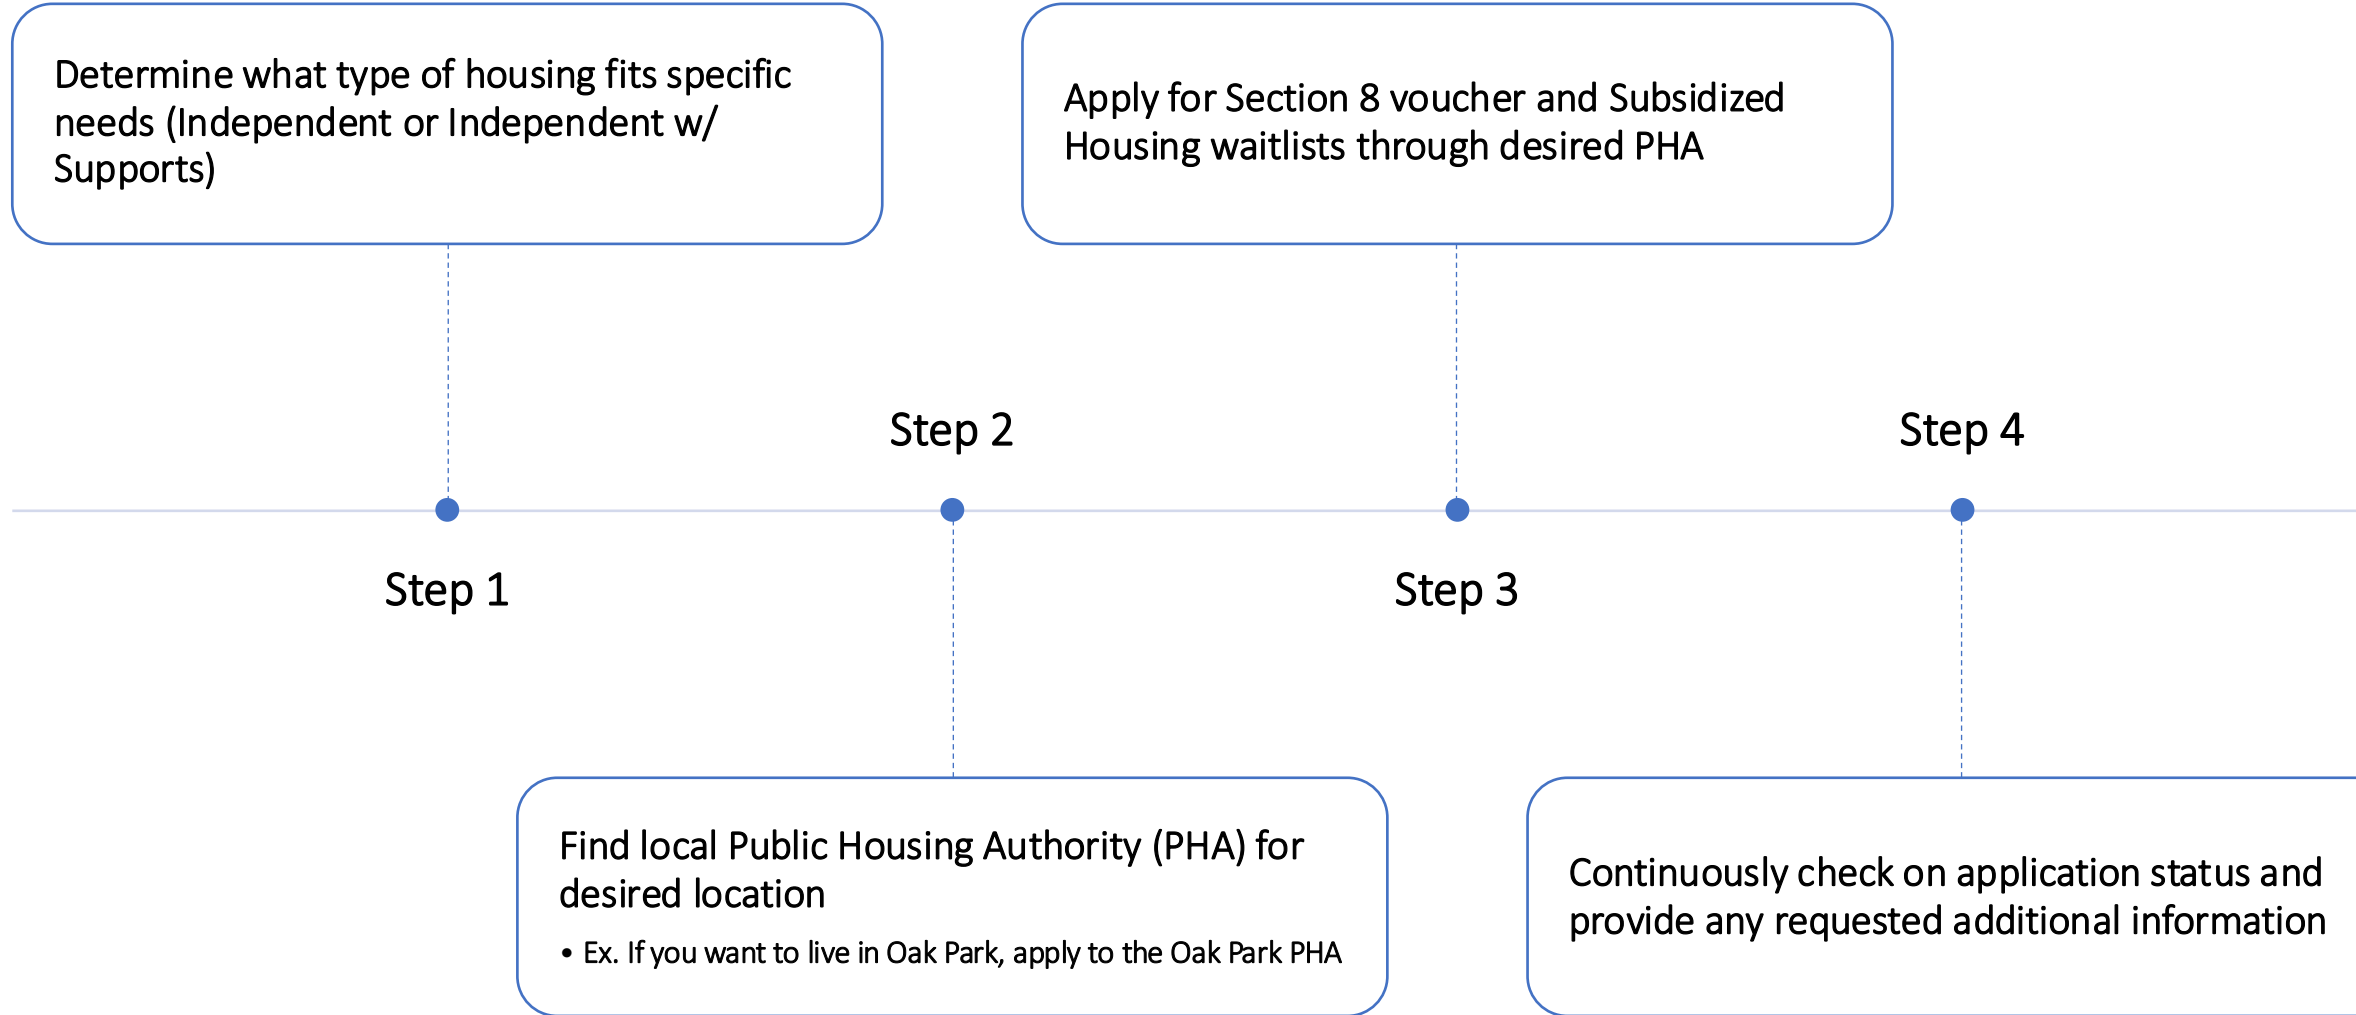 Determine what type of housing fits specific
needs (Independent or Independent w/
Supports)
Step 1
Step 2
Find local Public Housing Authority (PHA) for
desired location
• Ex. If you want to live in Oak Park, apply to the Oak Park PHA
Apply for Section 8 voucher and Subsidized
Housing waitlists through desired PHA
Step 3
Step 4
Continuously check on application status and
provide any requested additional information